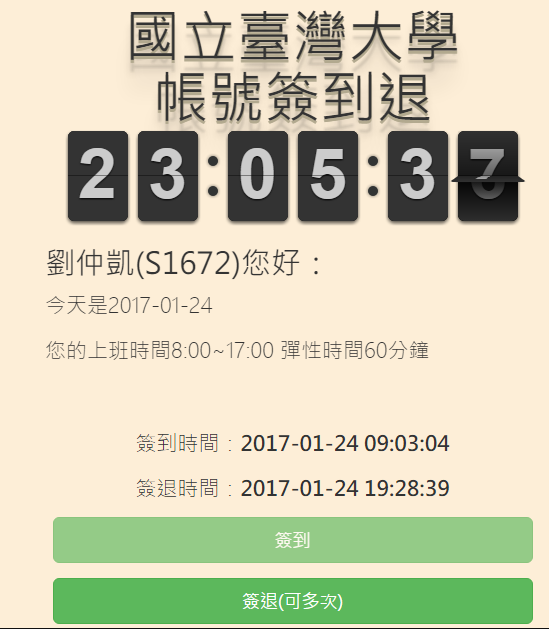 國立臺灣大學
帳號簽到退
23:05:3
劉仲凱(S1672)您好：
今天是2017-01-24
您的上班時間8:00~17:00 彈性時間60分鐘
簽到時間：2017-01-24 09:03:04
簽退時間：2017-01-24 19:28:39
簽到
簽退(可多次)